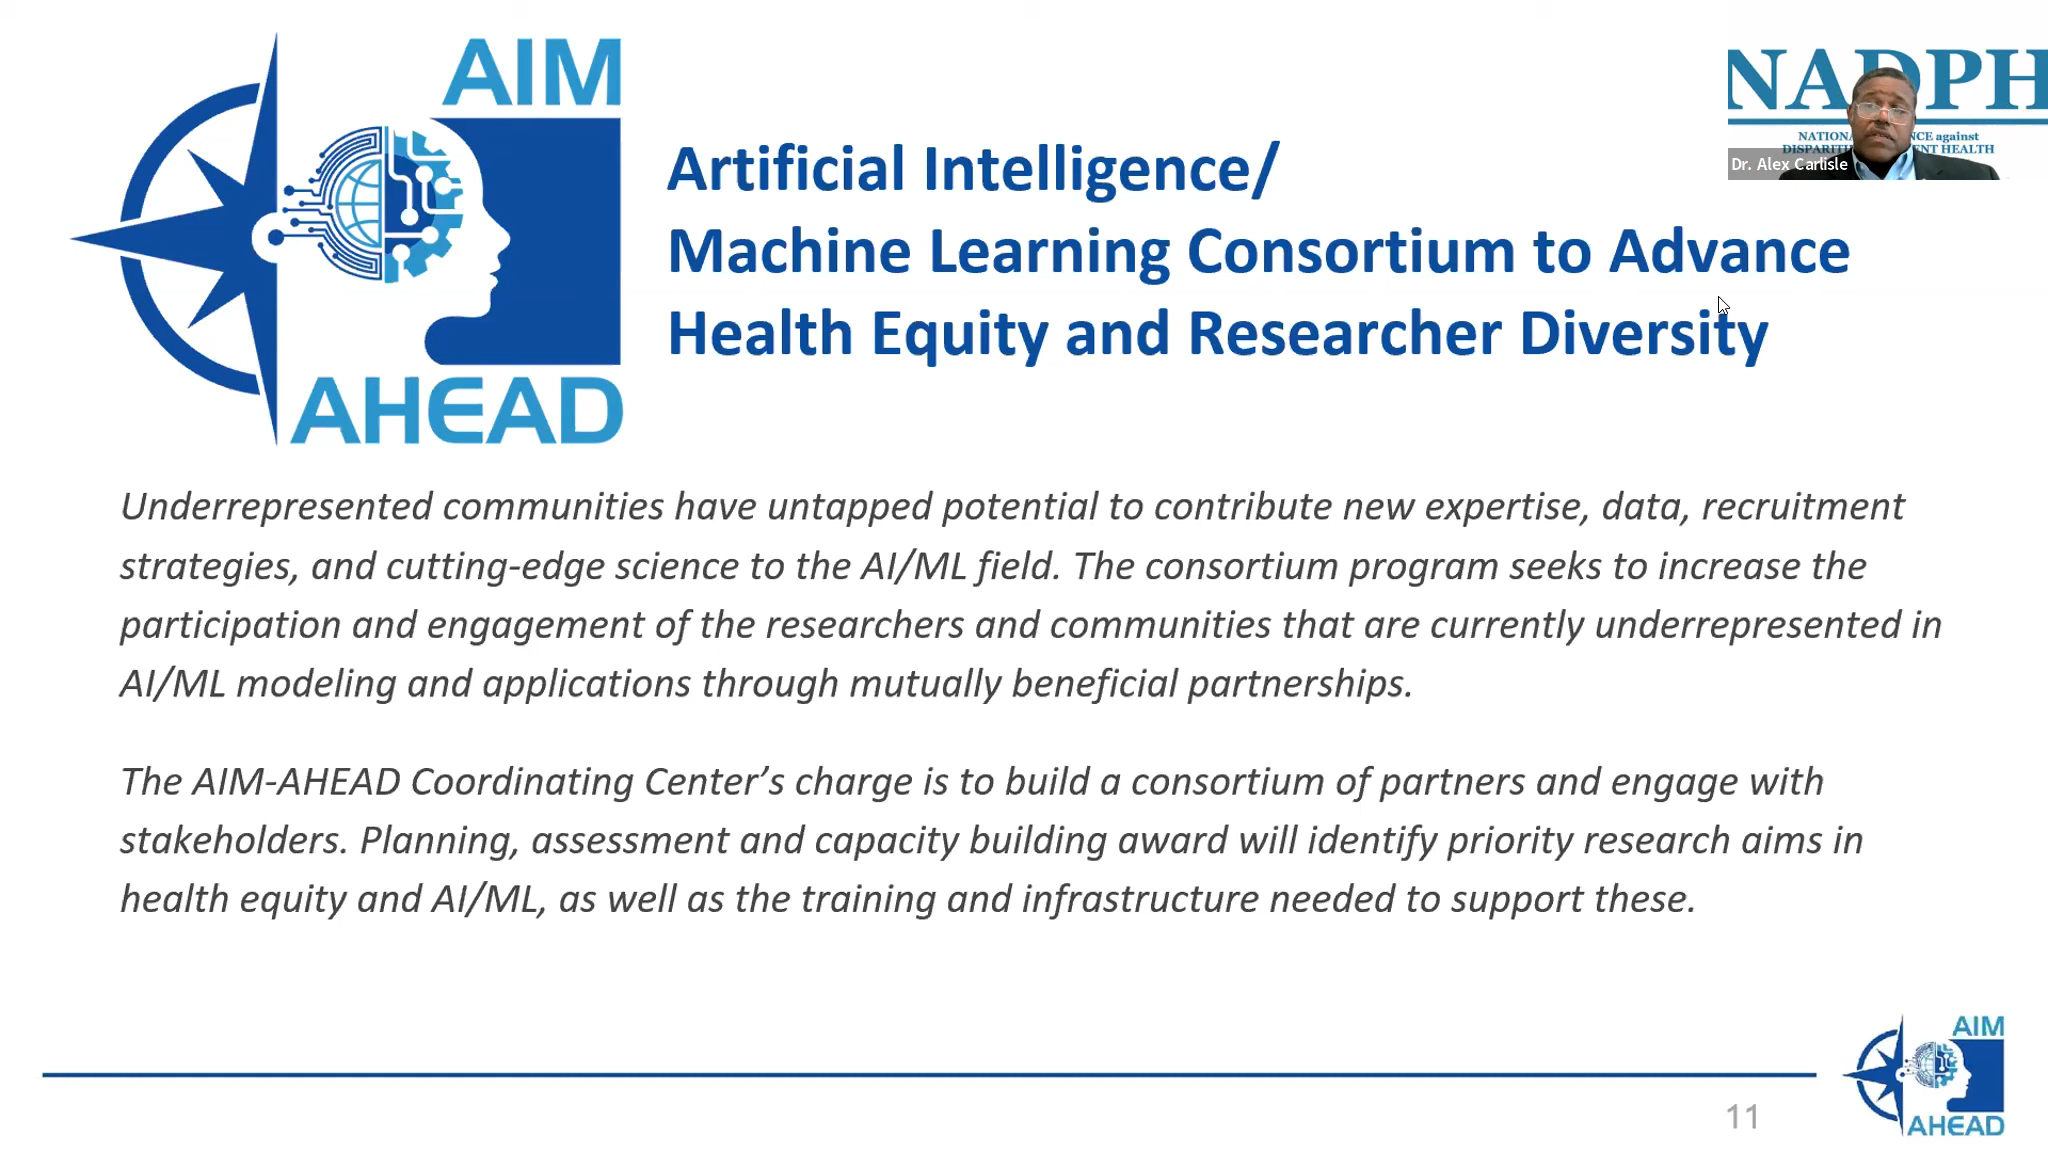 AIM
AHEAD
NADPH
against
HEALTH
Dr. Alex Carlisle
Artificial Intelligence/
Machine Learning Consortium to Advance
Health Equity and Researcher Diversity
Underrepresented communities have untapped potential to contribute new expertise, data, recruitment
strategies, and cutting-edge science to the AI/ML field. The consortium program seeks to increase the
participation and engagement of the researchers and communities that are currently underrepresented in
AI/ML modeling and applications through mutually beneficial partnerships.
The AIM-AHEAD Coordinating Center’s charge is to build a consortium of partners and engage with
stakeholders. Planning, assessment and capacity building award will identify priority research aims in
health equity and AI/ML, as well as the training and infrastructure needed to support these.
11
AIM
AHEAD